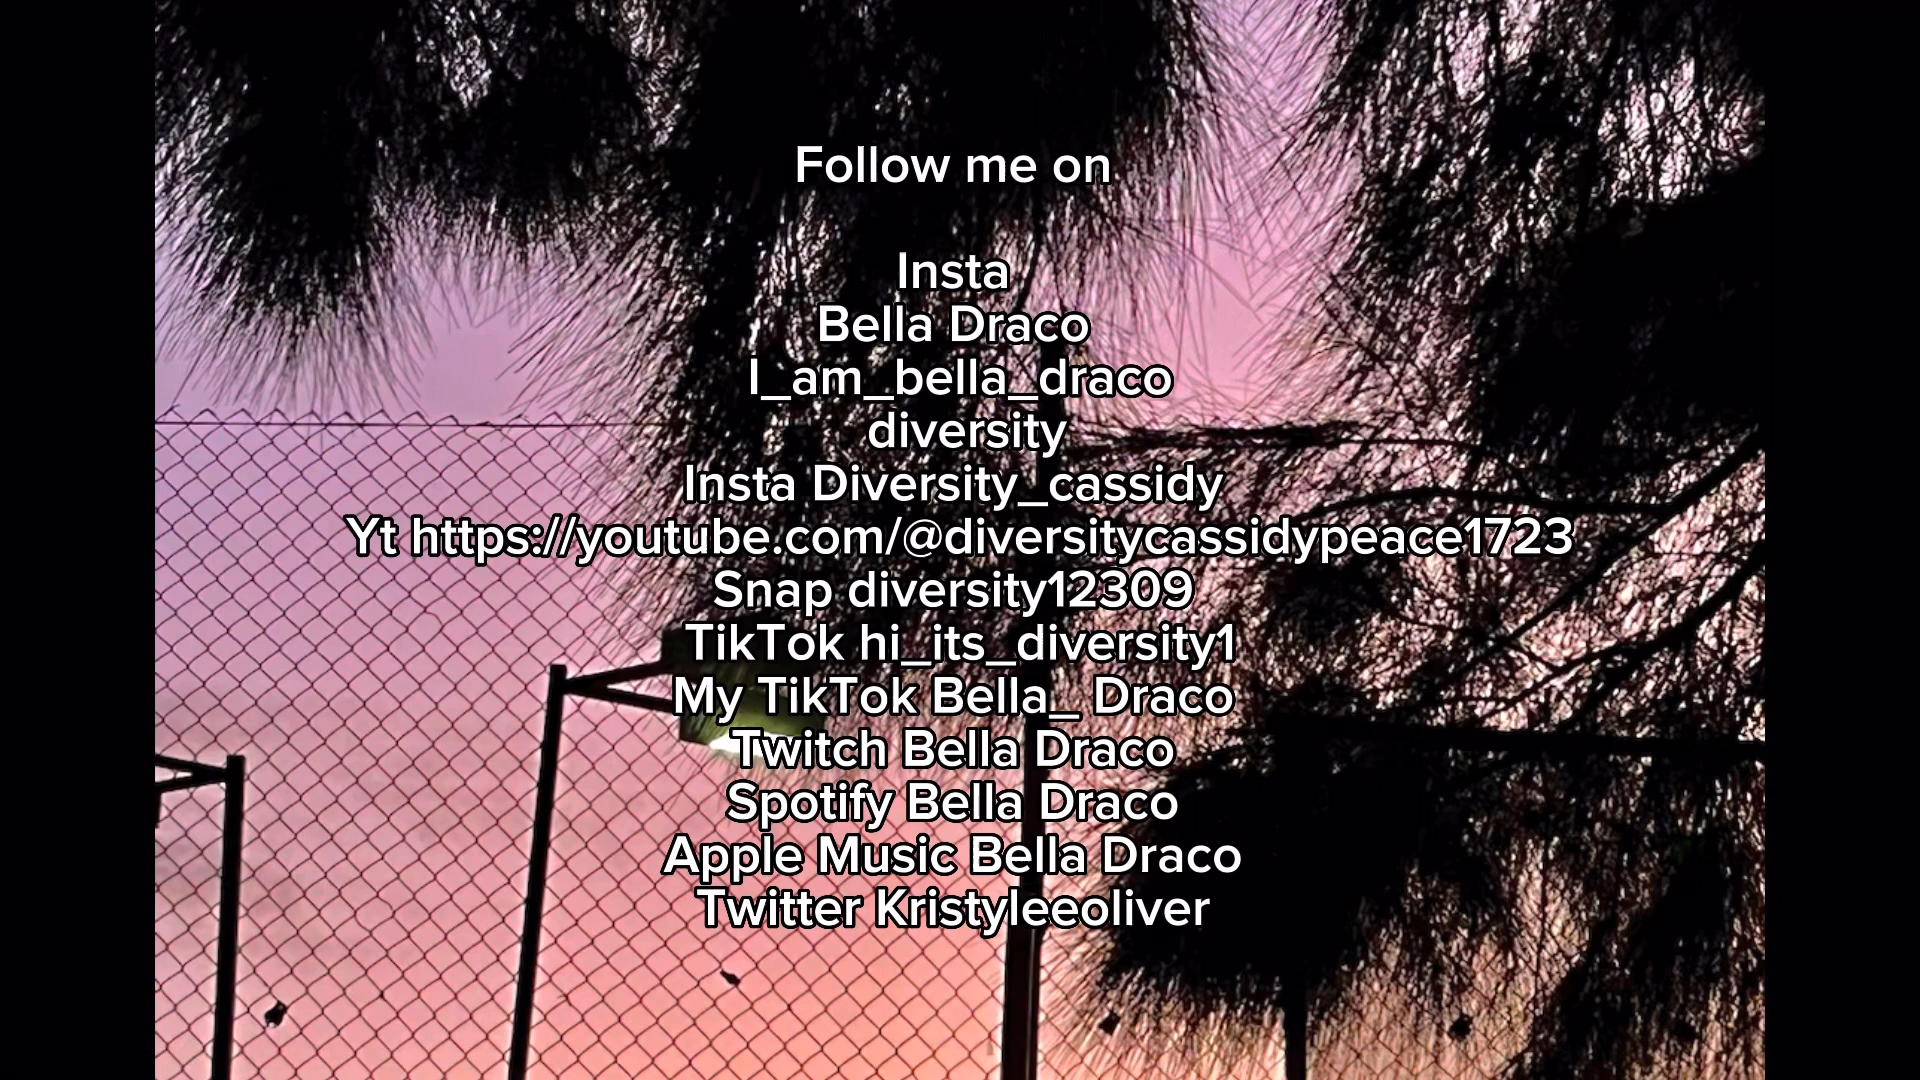 Follow me on
Insta
Bella Draco
I_am_bella_draco
diversity
Insta Diversity_cassidy
Yt https://youtube.com/@diversitycassidypeace1723
Snap diversity12309
TikTok hi_its_diversity1
My TikTok Bella_ Draco
Twitch Bella Draco
Spotify Bella Draco
Apple Music Bella Draco
Twitter Kristyleeoliver